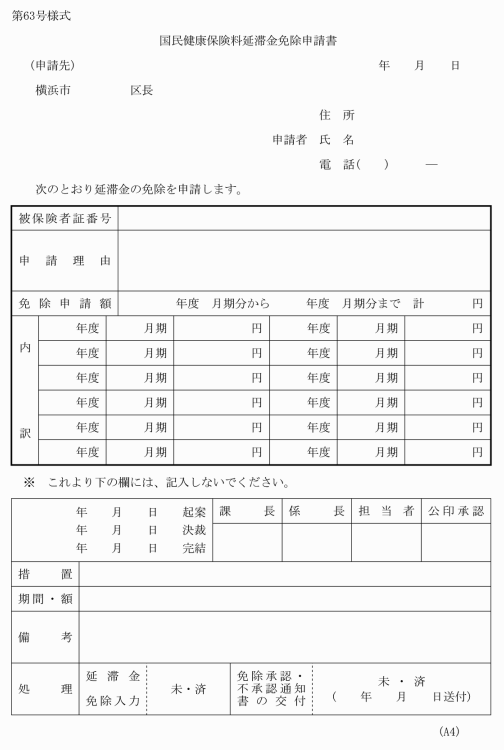 第63号様式
国民健康保険料延滞金免除申請書
(申請先) 年 月 日
横浜市 区長
住所
申請者 氏名
電話( ) ―
次のとおり延滞金の免除を申請します。
被保険者証番号
申請理由
免除申請額 年度 月期分から 年度 月期分まで 計 円
内訳
年度 月期 円 年度 月期 円
年度 月期 円 年度 月期 円
年度 月期 円 年度 月期 円
年度 月期 円 年度 月期 円
年度 月期 円 年度 月期 円
年度 月期 円 年度 月期 円
※ これより下の欄には、記入しないでください。
年 月 日 起案 課長 係長 担当者 公印承認
年 月 日 決裁
年 月 日 完結
措置
期間・額
備考
処理
延滞金
免除入力
未・済
免除承認・
不承認通知
書の交付
未・済
( 年 月 日送付)
(A4)